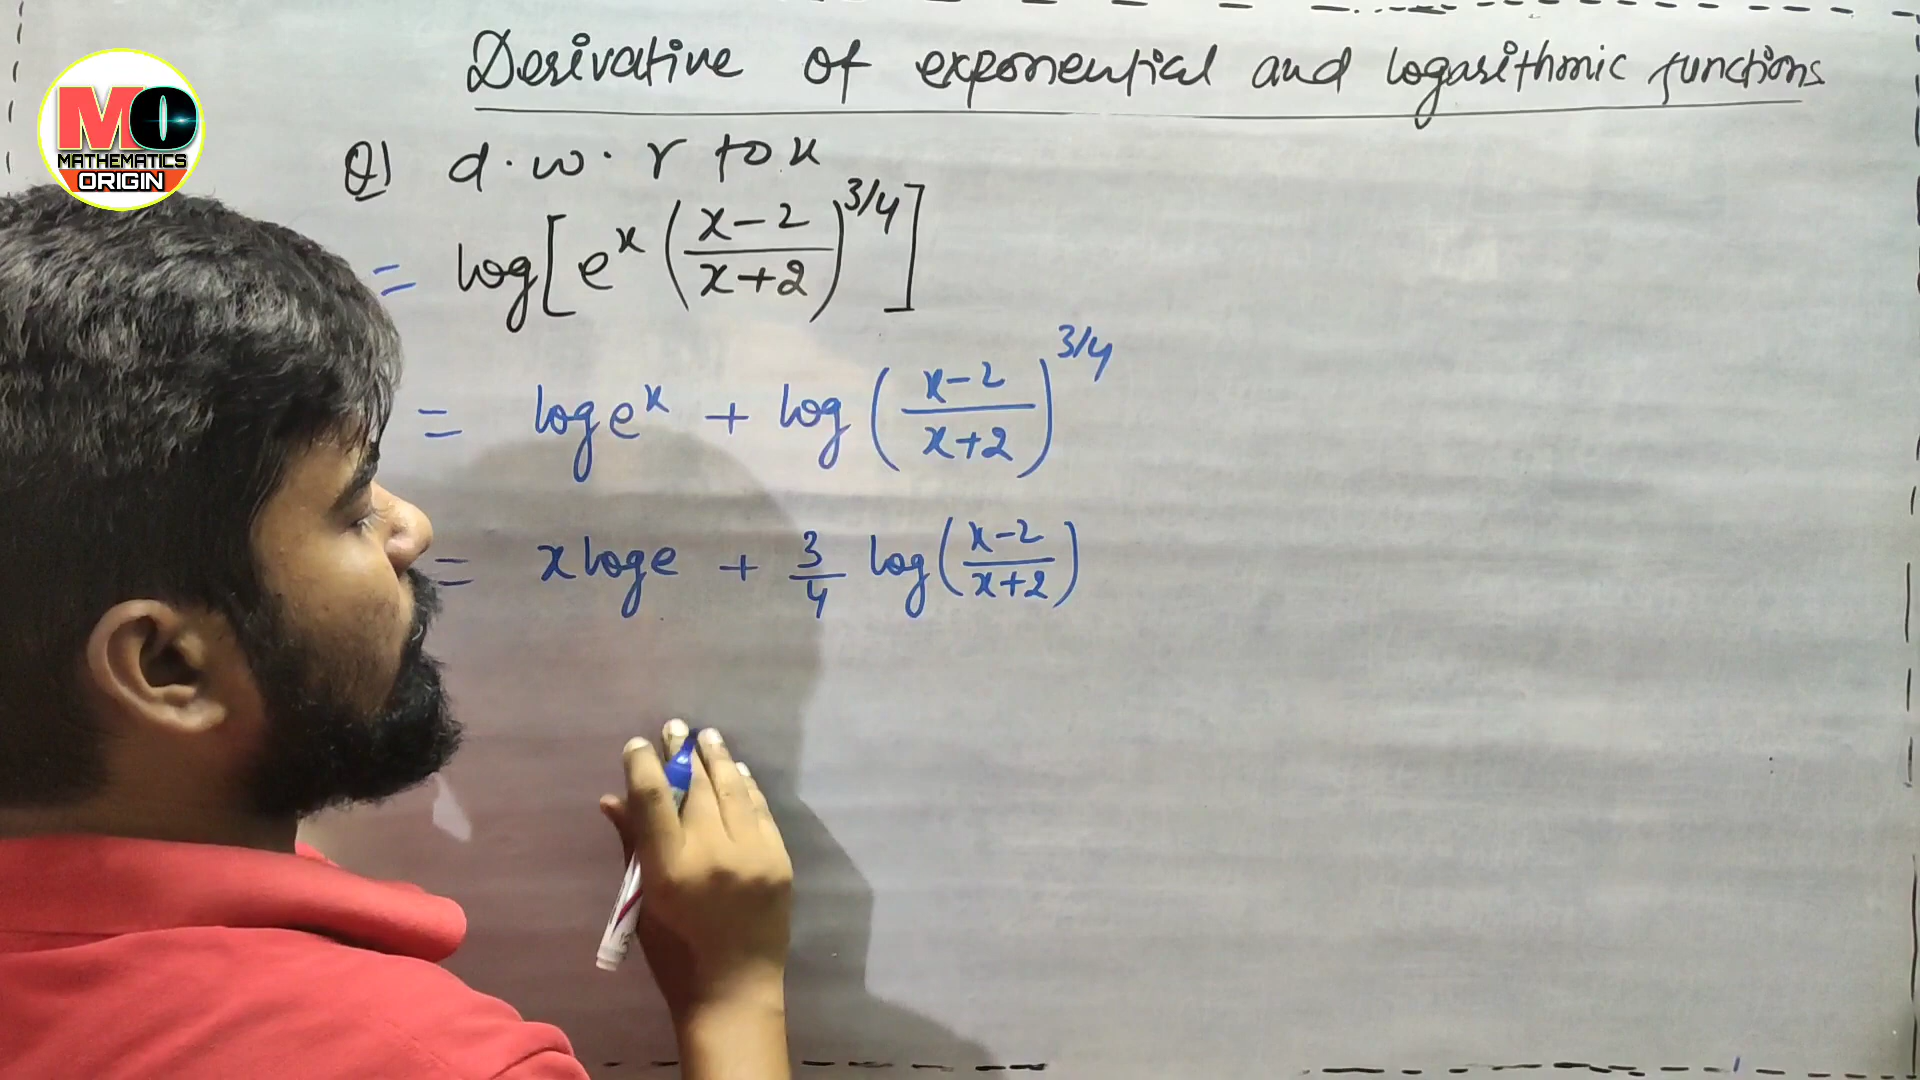 MO
MATHEMATICS
ORIGIN
Derivative of exponential and logarithmic functions
Q1 d.w.r to x
= log[e^x ((x-2)/(x+2))^3/4]
= log e^x + log ((x-2)/(x+2))^3/4
= x log e + 3/4 log ((x-2)/(x+2))